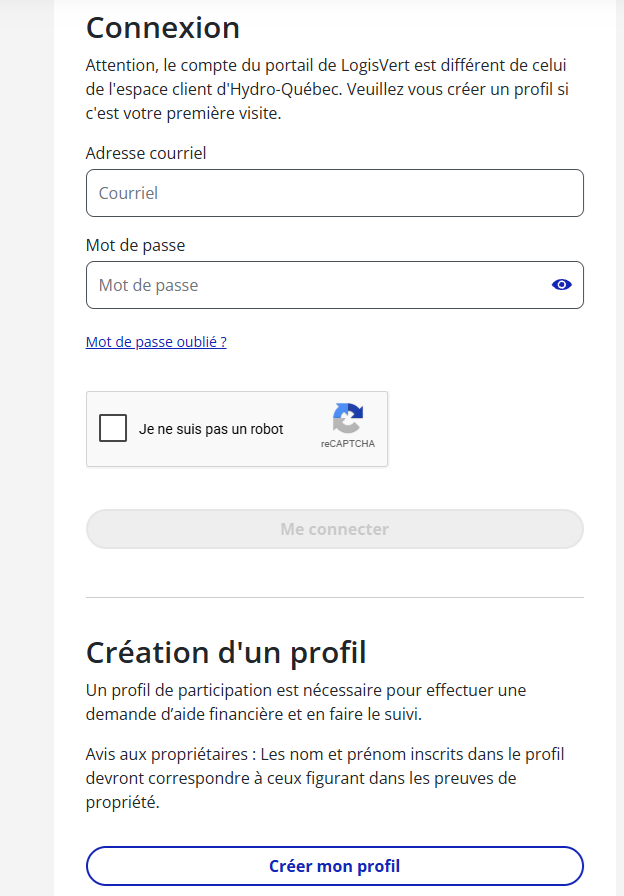 Connexion
Attention, le compte du portail de LogisVert est différent de celui
de l'espace client d'Hydro-Québec. Veuillez vous créer un profil si
c'est votre première visite.
Adresse courriel
Courriel
Mot de passe
Mot de passe
Mot de passe oublié ?
Je ne suis pas un robot
reCAPTCHA
Me connecter
Création d'un profil
Un profil de participation est nécessaire pour effectuer une
demande d’aide financière et en faire le suivi.
Avis aux propriétaires : Les nom et prénom inscrits dans le profil
devront correspondre à ceux figurant dans les preuves de
propriété.
Créer mon profil